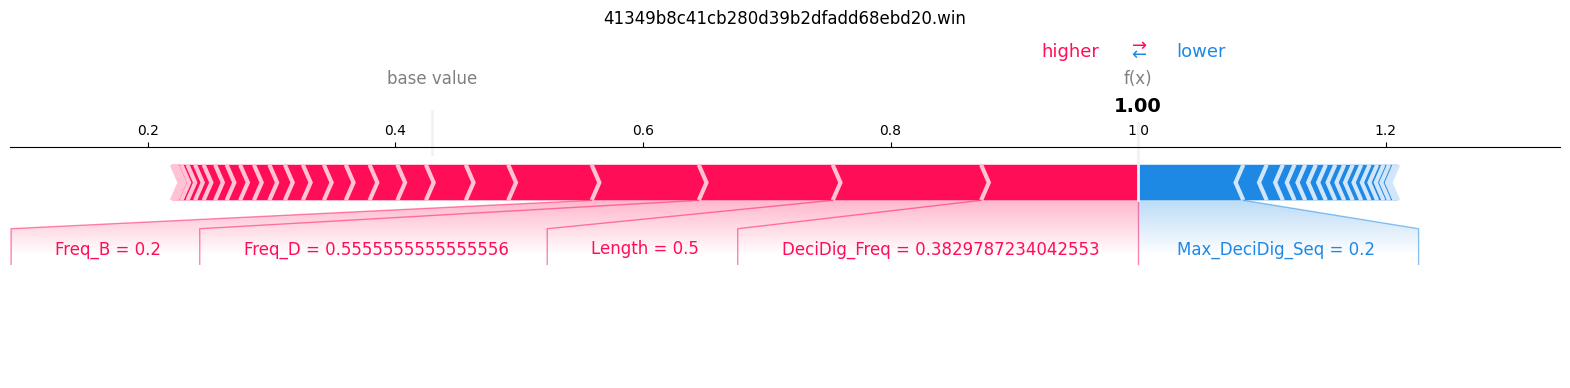 41349b8c41cb280d39b2dfadd68ebd20.win
higher ⇄ lower
base value f(x)
1.00
0.2 0.4 0.6 0.8 1.0 1.2
Freq_B = 0.2 Freq_D = 0.5555555555555556 Length = 0.5 DeciDig_Freq = 0.3829787234042553 Max_DeciDig_Seq = 0.2